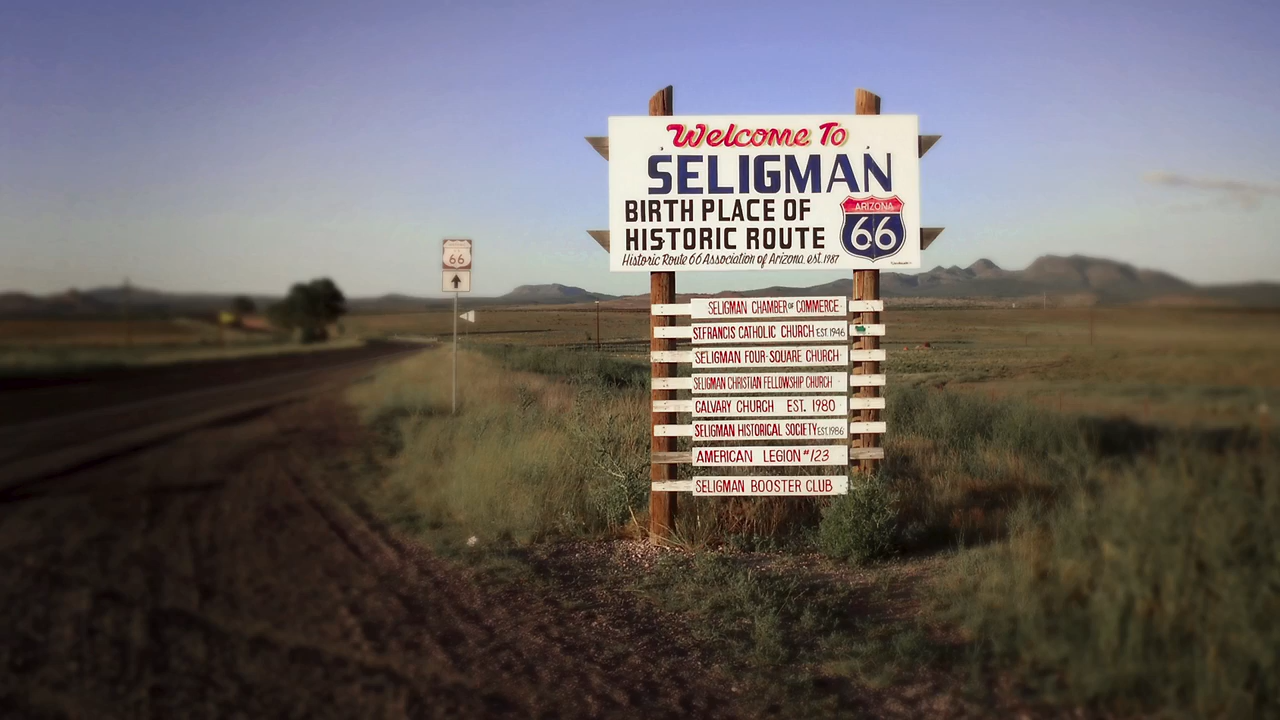 Welcome To
SELIGMAN
BIRTH PLACE OF
HISTORIC ROUTE
ARIZONA
66
Historic Route 66 Association of Arizona, est. 1987
66
SELIGMAN CHAMBER OF COMMERCE
ST. FRANCIS CATHOLIC CHURCH EST. 1946
SELIGMAN FOUR-SQUARE CHURCH
SELIGMAN CHRISTIAN FELLOWSHIP CHURCH
CALVARY CHURCH EST. 1980
SELIGMAN HISTORICAL SOCIETY EST. 1986
AMERICAN LEGION #123
SELIGMAN BOOSTER CLUB